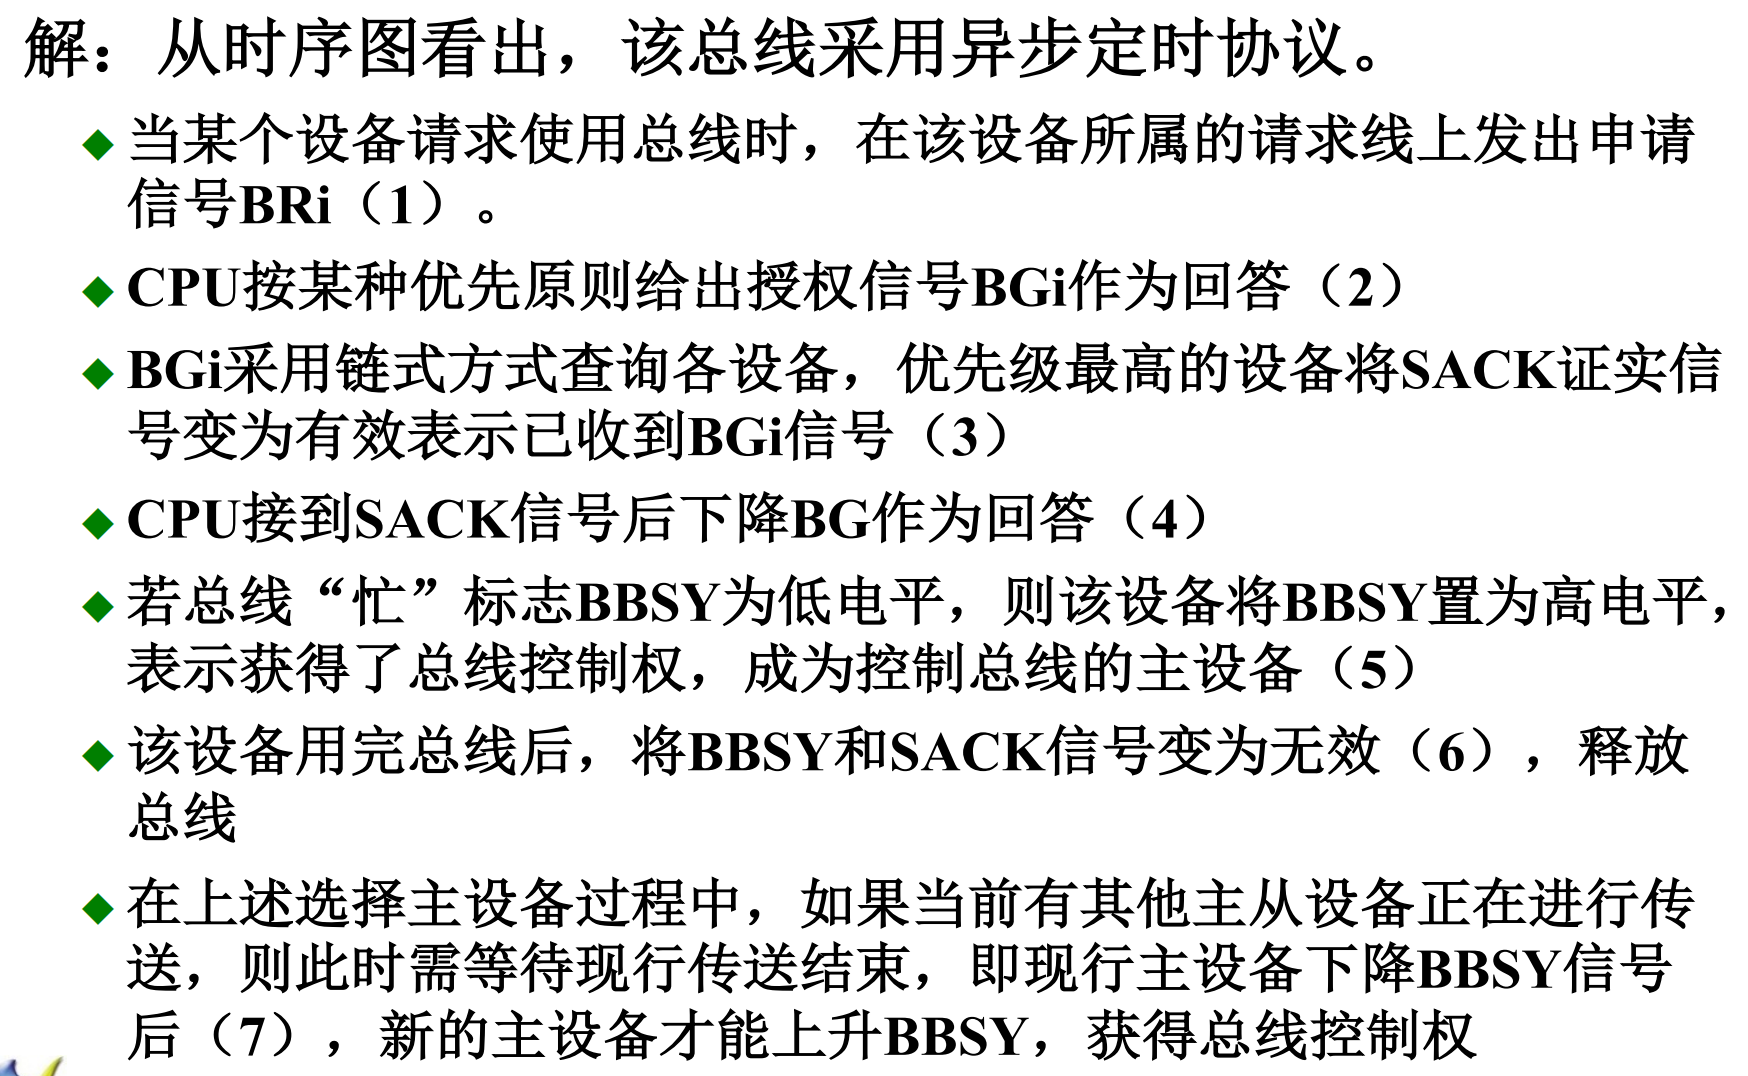 解：从时序图看出，该总线采用异步定时协议。
当某个设备请求使用总线时，在该设备所属的请求线上发出申请
信号BRi（1）。
CPU按某种优先原则给出授权信号BGi作为回答（2）
BGi采用链式方式查询各设备，优先级最高的设备将SACK证实信
号变为有效表示已收到BGi信号（3）
CPU接到SACK信号后下降BG作为回答（4）
若总线“忙”标志BBSY为低电平，则该设备将BBSY置为高电平，
表示获得了总线控制权，成为控制总线的主设备（5）
该设备用完总线后，将BBSY和SACK信号变为无效（6），释放
总线
在上述选择主设备过程中，如果当前有其他主从设备正在进行传
送，则此时需等待现行传送结束，即现行主设备下降BBSY信号
后（7），新的主设备才能上升BBSY，获得总线控制权